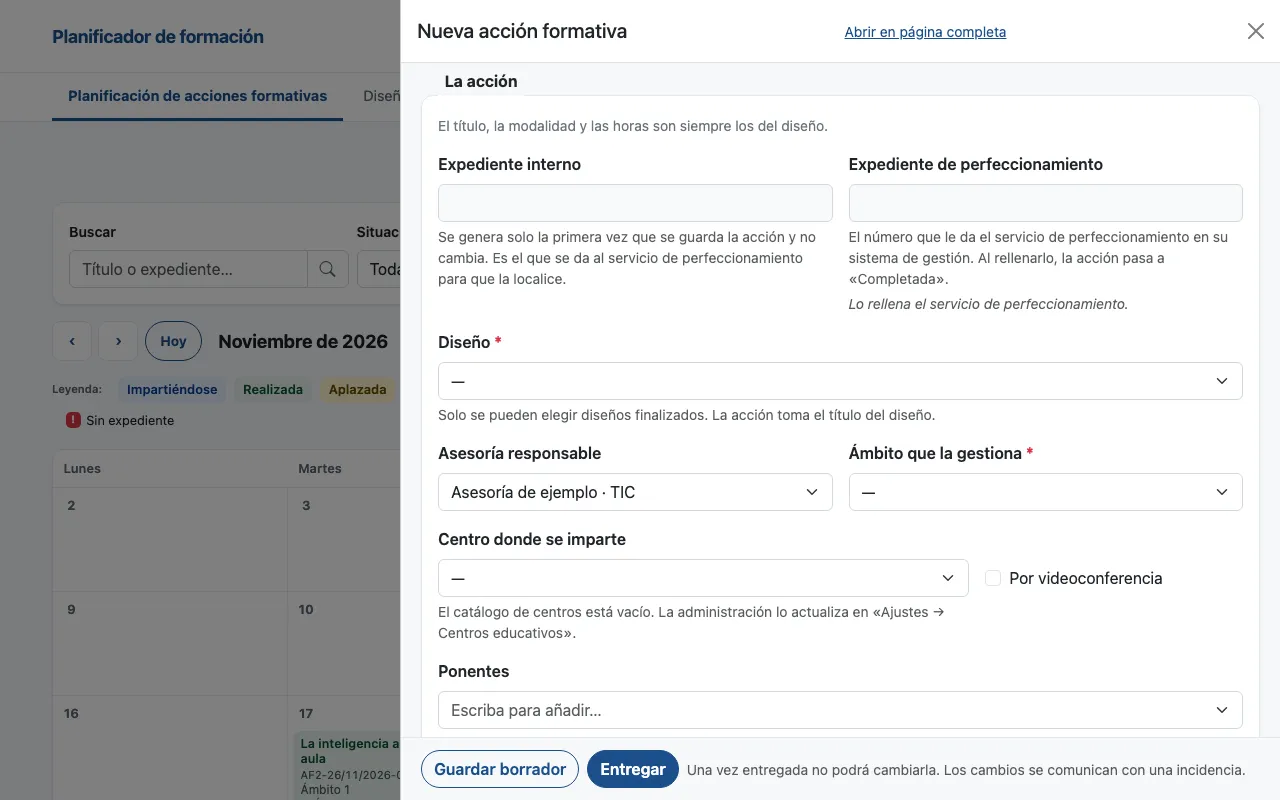 Planificador de formación
Planificación de acciones formativas
Diseñ
Buscar
Situac
Título o expediente...
Toda
‹
›
Hoy
Noviembre de 2026
Leyenda:
Impartiéndose
Realizada
Aplazada
! Sin expediente
Lunes
Martes
2
3
9
10
16
17
La inteligencia a
aula
AF2-26/11/2026-0
Ámbito 1
Nueva acción formativa
Abrir en página completa
La acción
El título, la modalidad y las horas son siempre los del diseño.
Expediente interno
Se genera solo la primera vez que se guarda la acción y no
cambia. Es el que se da al servicio de perfeccionamiento
para que la localice.
Expediente de perfeccionamiento
El número que le da el servicio de perfeccionamiento en su
sistema de gestión. Al rellenarlo, la acción pasa a
«Completada».
Lo rellena el servicio de perfeccionamiento.
Diseño *
—
Solo se pueden elegir diseños finalizados. La acción toma el título del diseño.
Asesoría responsable
Asesoría de ejemplo · TIC
Ámbito que la gestiona *
—
Centro donde se imparte
—
Por videoconferencia
El catálogo de centros está vacío. La administración lo actualiza en «Ajustes →
Centros educativos».
Ponentes
Escriba para añadir...
Guardar borrador
Entregar
Una vez entregada no podrá cambiarla. Los cambios se comunican con una incidencia.